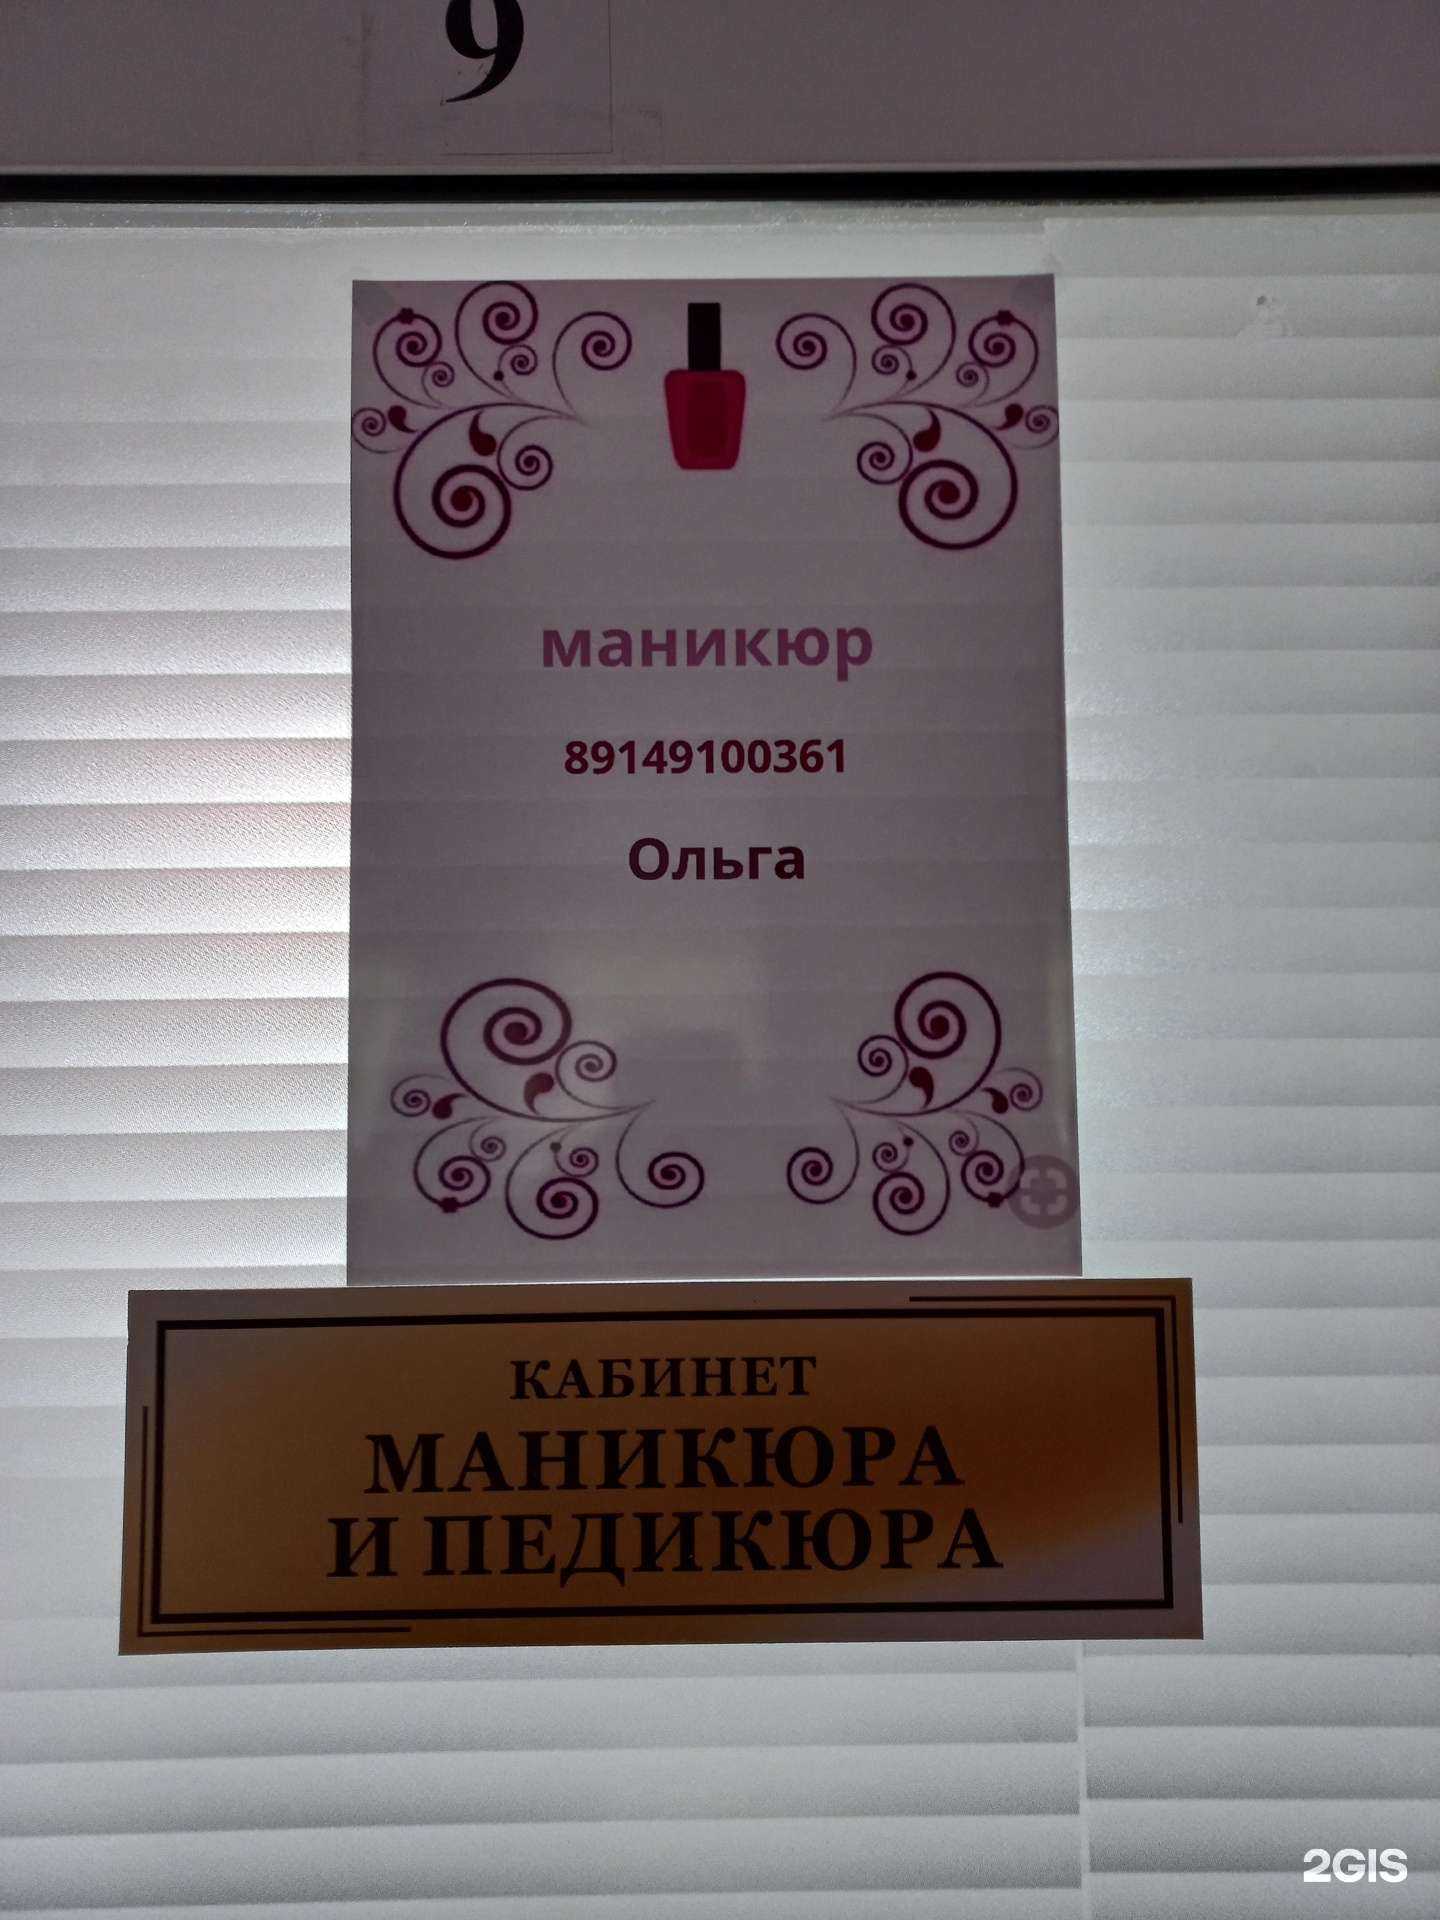 9
маникюр
89149100361
Ольга
КАБИНЕТ
МАНИКЮРА
И ПЕДИКЮРА
2GIS